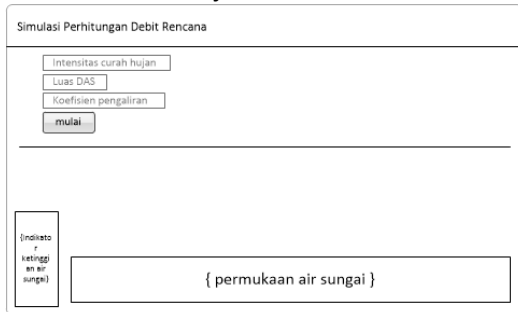 Simulasi Perhitungan Debit Rencana
Intensitas curah hujan
Luas DAS
Koefisien pengaliran
mulai
{indikato
r
ketinggi
an air
sungai}
{ permukaan air sungai }